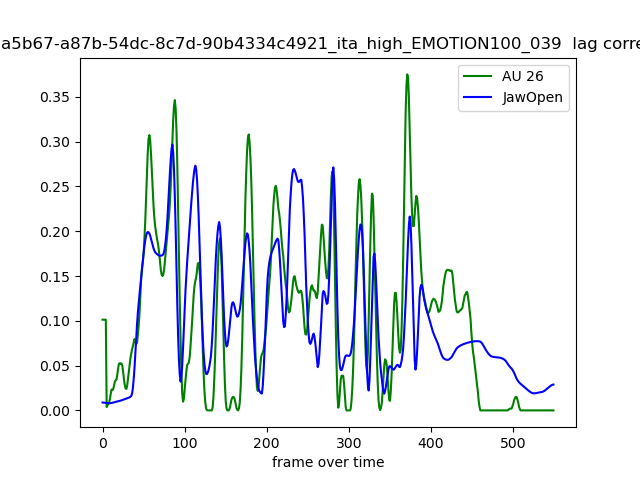 a5b67-a87b-54dc-8c7d-90b4334c4921_ita_high_EMOTION100_039 lag corre
AU 26
JawOpen
0.35
0.30
0.25
0.20
0.15
0.10
0.05
0.00
0 100 200 300 400 500
frame over time